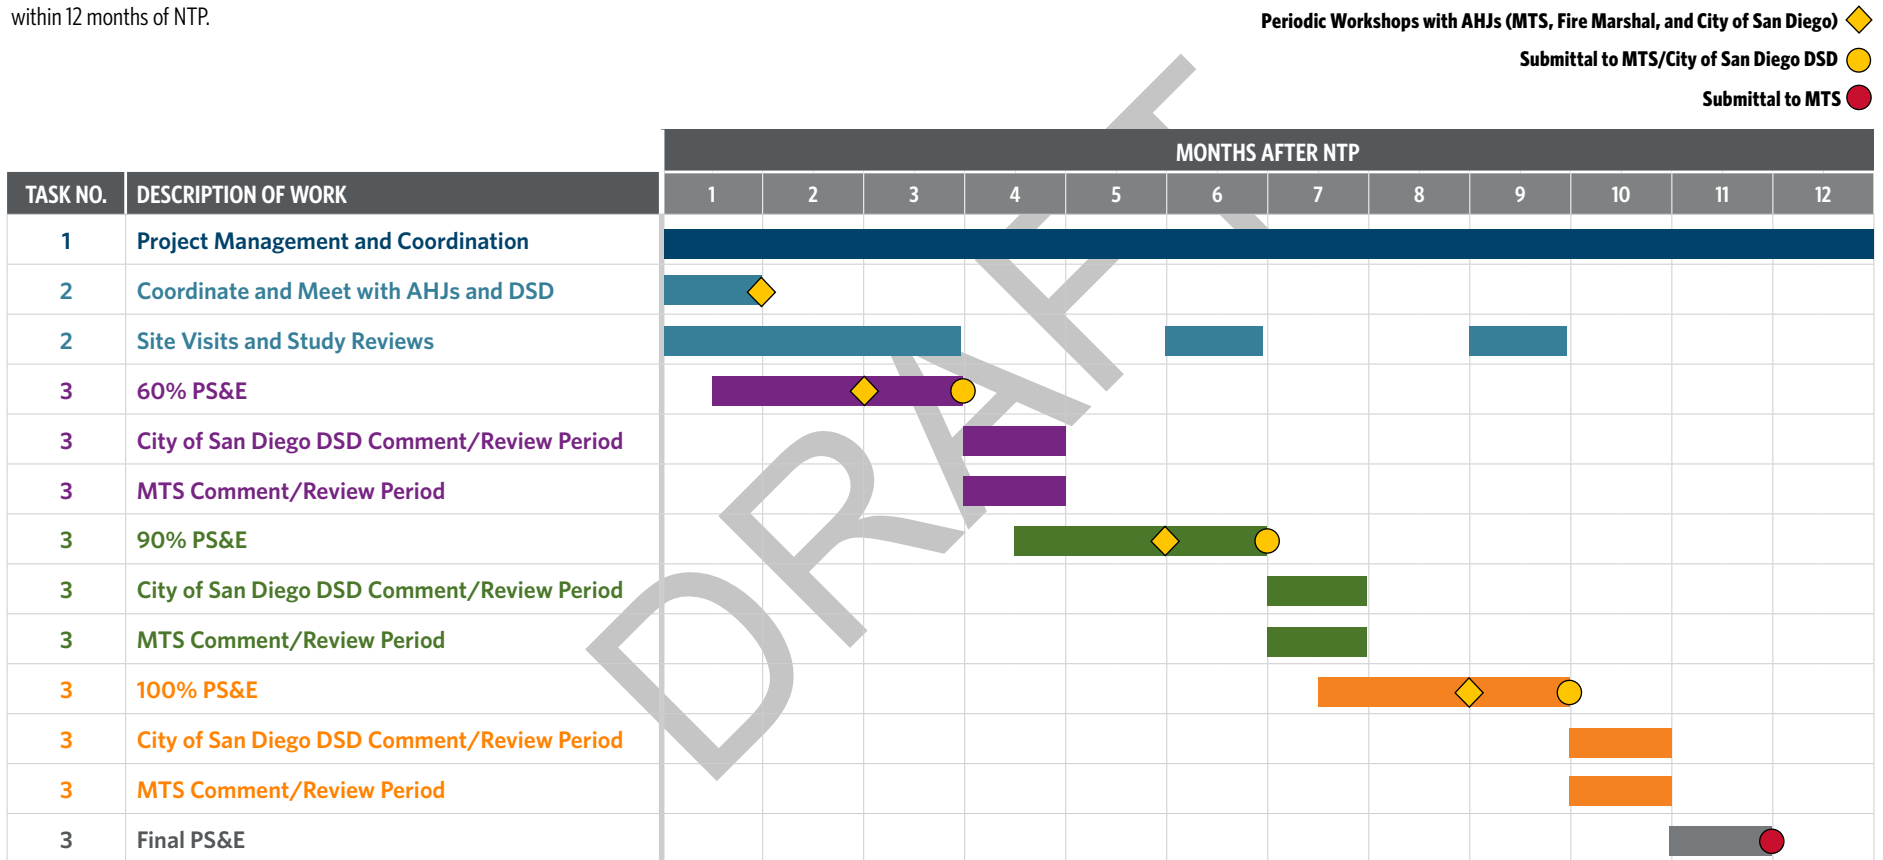 within 12 months of NTP.
Periodic Workshops with AHJs (MTS, Fire Marshal, and City of San Diego)
Submittal to MTS/City of San Diego DSD
Submittal to MTS
MONTHS AFTER NTP
TASK NO. DESCRIPTION OF WORK 1 2 3 4 5 6 7 8 9 10 11 12
1 Project Management and Coordination
2 Coordinate and Meet with AHJs and DSD
2 Site Visits and Study Reviews
3 60% PS&E
3 City of San Diego DSD Comment/Review Period
3 MTS Comment/Review Period
3 90% PS&E
3 City of San Diego DSD Comment/Review Period
3 MTS Comment/Review Period
3 100% PS&E
3 City of San Diego DSD Comment/Review Period
3 MTS Comment/Review Period
3 Final PS&E
DRAFT